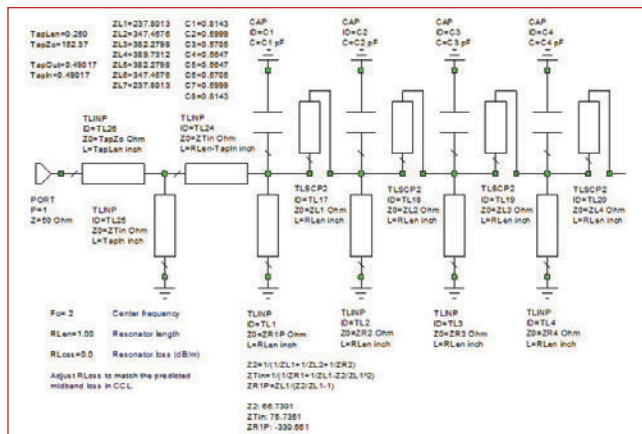 TapLen=0.250
TapZo=152.37
TapOut=0.49017
TapIn=0.49017
ZL1=237.8013
ZL2=347.4576
ZL3=382.2798
ZL4=389.7312
ZL5=382.2798
ZL6=347.4576
ZL7=237.8013
C1=0.8143
C2=0.6999
C3=0.6706
C4=0.6647
C5=0.6647
C6=0.6706
C7=0.6999
C8=0.8143
CAP
ID=C1
C=C1 pF
CAP
ID=C2
C=C2 pF
CAP
ID=C3
C=C3 pF
CAP
ID=C4
C=C4 pF
TLINP
ID=TL26
Z0=TapZo Ohm
L=TapLen inch
TLINP
ID=TL24
Z0=ZTin Ohm
L=RLen-TapIn inch
PORT
P=1
Z=50 Ohm
TLINP
ID=TL25
Z0=ZTin Ohm
L=TapIn inch
TLSCP2
ID=TL17
Z0=ZL1 Ohm
L=RLen inch
TLSCP2
ID=TL18
Z0=ZL2 Ohm
L=RLen inch
TLSCP2
ID=TL19
Z0=ZL3 Ohm
L=RLen inch
TLSCP2
ID=TL20
Z0=ZL4 Ohm
L=RLen inch
TLINP
ID=TL1
Z0=ZR1P Ohm
L=RLen inch
TLINP
ID=TL2
Z0=ZR2 Ohm
L=RLen inch
TLINP
ID=TL3
Z0=ZR3 Ohm
L=RLen inch
TLINP
ID=TL4
Z0=ZR4 Ohm
L=RLen inch
Fo= 2 Center frequency
RLen=1.00 Resonator length
RLoss=0.0 Resonator loss (dB/m)
Adjust RLoss to match the predicted
midband loss in CCL.
Z2=1/(1/ZL1+1/ZL2+1/ZR2)
ZTin=1/(1/ZR1+1/ZL1-Z2/ZL1^2)
ZR1P=ZL1/(Z2/ZL1-1)
Z2: 66.7301
ZTin: 75.7351
ZR1P: -330.551